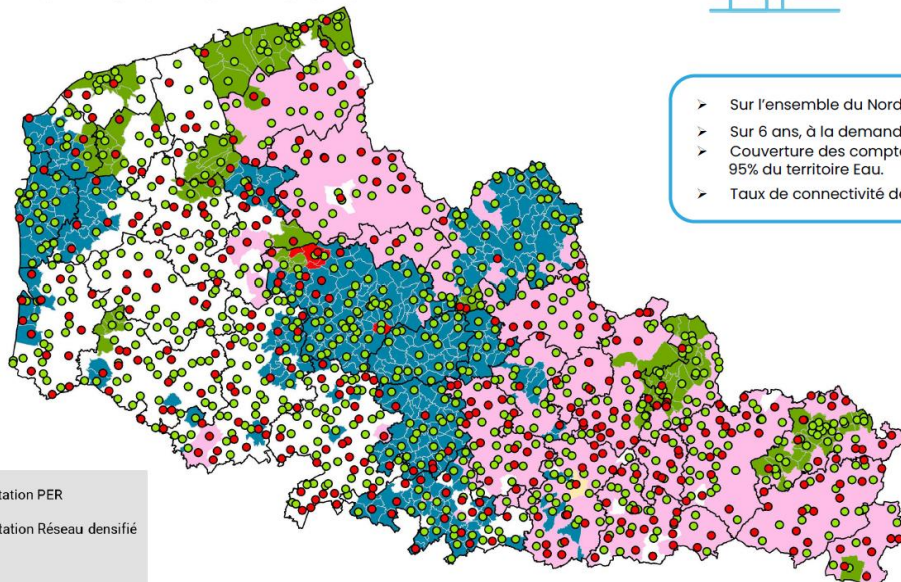 ➢ Sur l'ensemble du Nord
➢ Sur 6 ans, à la demand
➢ Couverture des compte
95% du territoire Eau.
➢ Taux de connectivité de
tation PER
tation Réseau densifié